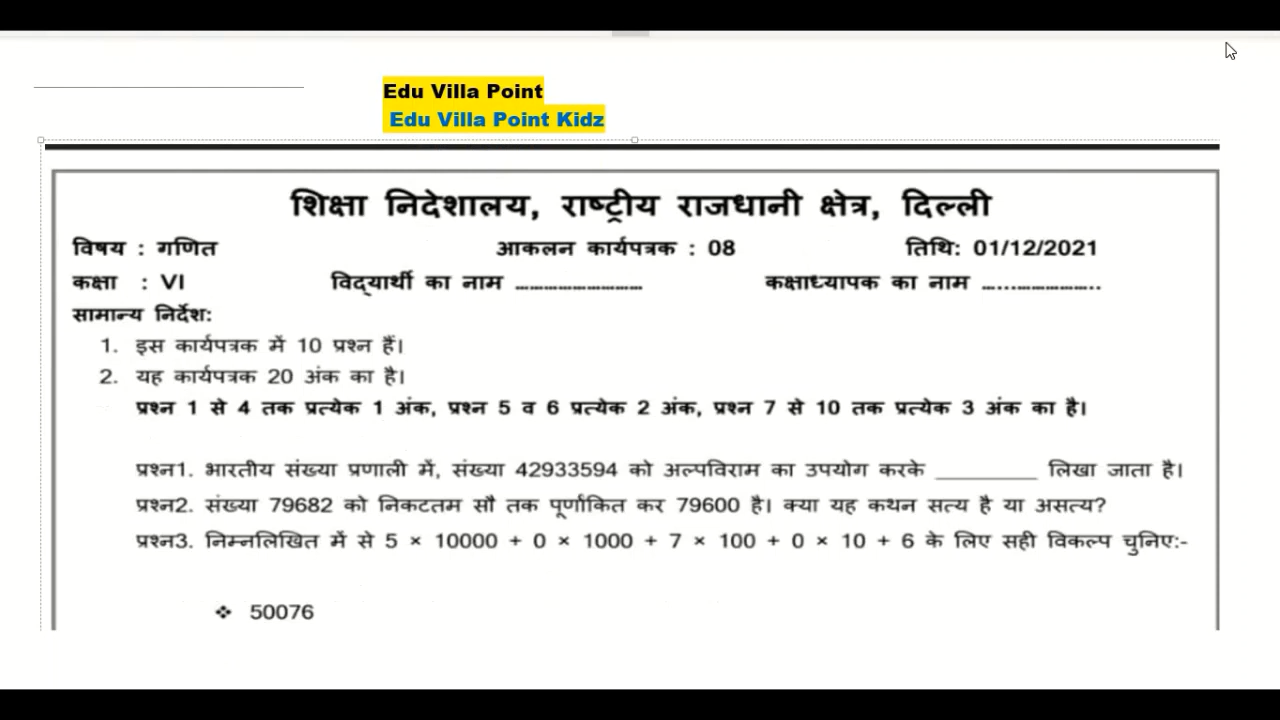 Edu Villa Point
Edu Villa Point Kidz
शिक्षा निदेशालय, राष्ट्रीय राजधानी क्षेत्र, दिल्ली
विषय : गणित आकलन कार्यपत्रक : 08 तिथि: 01/12/2021
कक्षा : VI विद्यार्थी का नाम ........................... कक्षाध्यापक का नाम .........................
सामान्य निर्देश:
1. इस कार्यपत्रक में 10 प्रश्न हैं।
2. यह कार्यपत्रक 20 अंक का है।
प्रश्न 1 से 4 तक प्रत्येक 1 अंक, प्रश्न 5 व 6 प्रत्येक 2 अंक, प्रश्न 7 से 10 तक प्रत्येक 3 अंक का है।
प्रश्न1. भारतीय संख्या प्रणाली में, संख्या 42933594 को अल्पविराम का उपयोग करके _________ लिखा जाता है।
प्रश्न2. संख्या 79682 को निकटतम सौ तक पूर्णांकित कर 79600 है। क्या यह कथन सत्य है या असत्य?
प्रश्न3. निम्नलिखित में से 5 × 10000 + 0 × 1000 + 7 × 100 + 0 × 10 + 6 के लिए सही विकल्प चुनिए:-
❖ 50076